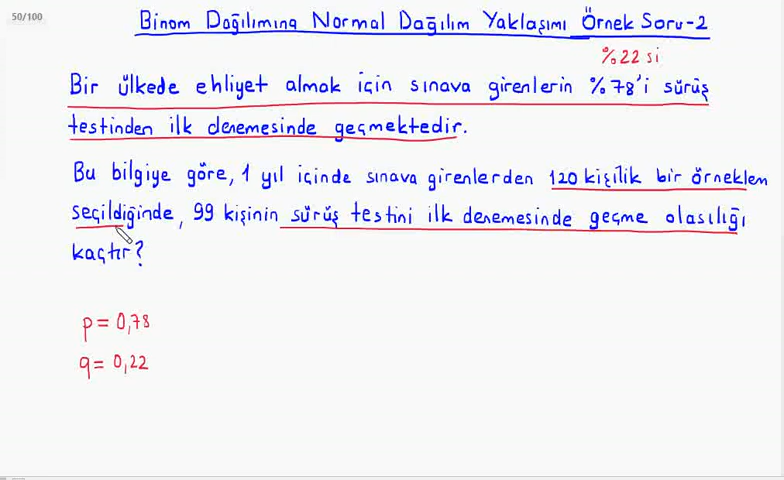 50/100
Binom Dağılımına Normal Dağılım Yaklaşımı Örnek Soru-2
%22 si
Bir ülkede ehliyet almak için sınava girenlerin %78'i sürüş
testinden ilk denemesinde geçmektedir.
Bu bilgiye göre, 1 yıl içinde sınava girenlerden 120 kişilik bir örneklem
seçildiğinde, 99 kişinin sürüş testini ilk denemesinde geçme olasılığı
kaçtır?
p = 0,78
q = 0,22